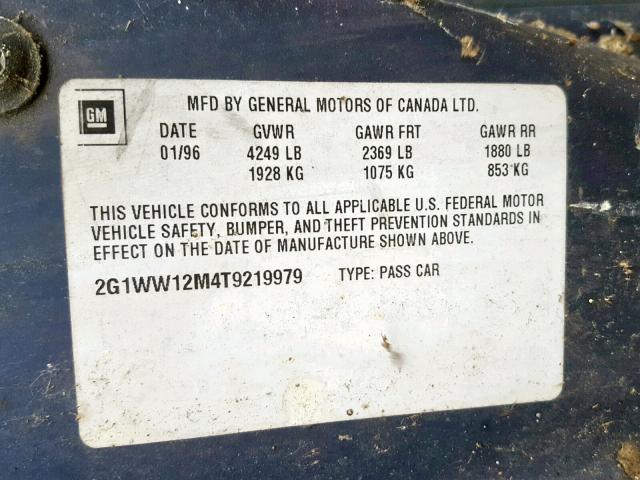 GM
MFD BY GENERAL MOTORS OF CANADA LTD.
DATE GVWR GAWR FRT GAWR RR
01/96 4249 LB 2369 LB 1880 LB
1928 KG 1075 KG 853 KG
THIS VEHICLE CONFORMS TO ALL APPLICABLE U.S. FEDERAL MOTOR
VEHICLE SAFETY, BUMPER, AND THEFT PREVENTION STANDARDS IN
EFFECT ON THE DATE OF MANUFACTURE SHOWN ABOVE.
2G1WW12M4T9219979 TYPE: PASS CAR